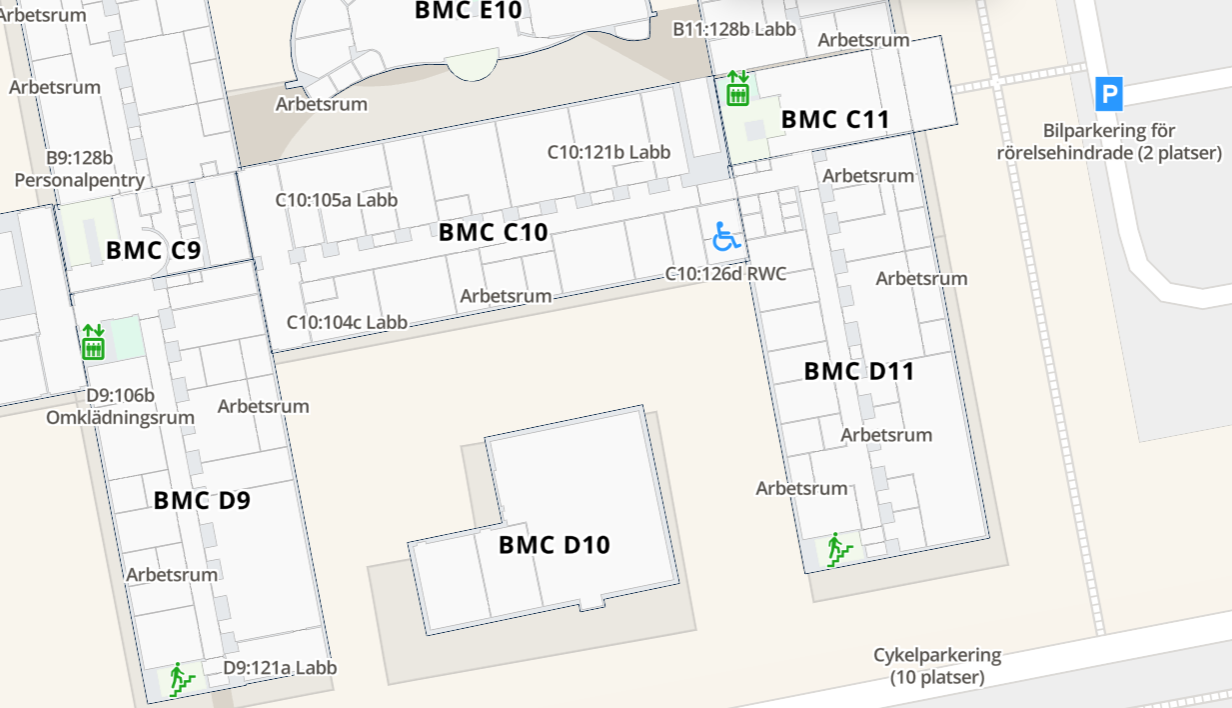 BMC E10
Arbetsrum
B11:128b Labb
Arbetsrum
Arbetsrum
P
Arbetsrum
BMC C11
Bilparkering för
rörelsehindrade (2 platser)
B9:128b
Personalpentry
C10:121b Labb
Arbetsrum
C10:105a Labb
BMC C10
BMC C9
C10:126d RWC
Arbetsrum
Arbetsrum
C10:104c Labb
BMC D11
D9:106b
Omklädningsrum
Arbetsrum
Arbetsrum
Arbetsrum
BMC D9
BMC D10
Arbetsrum
D9:121a Labb
Cykelparkering
(10 platser)